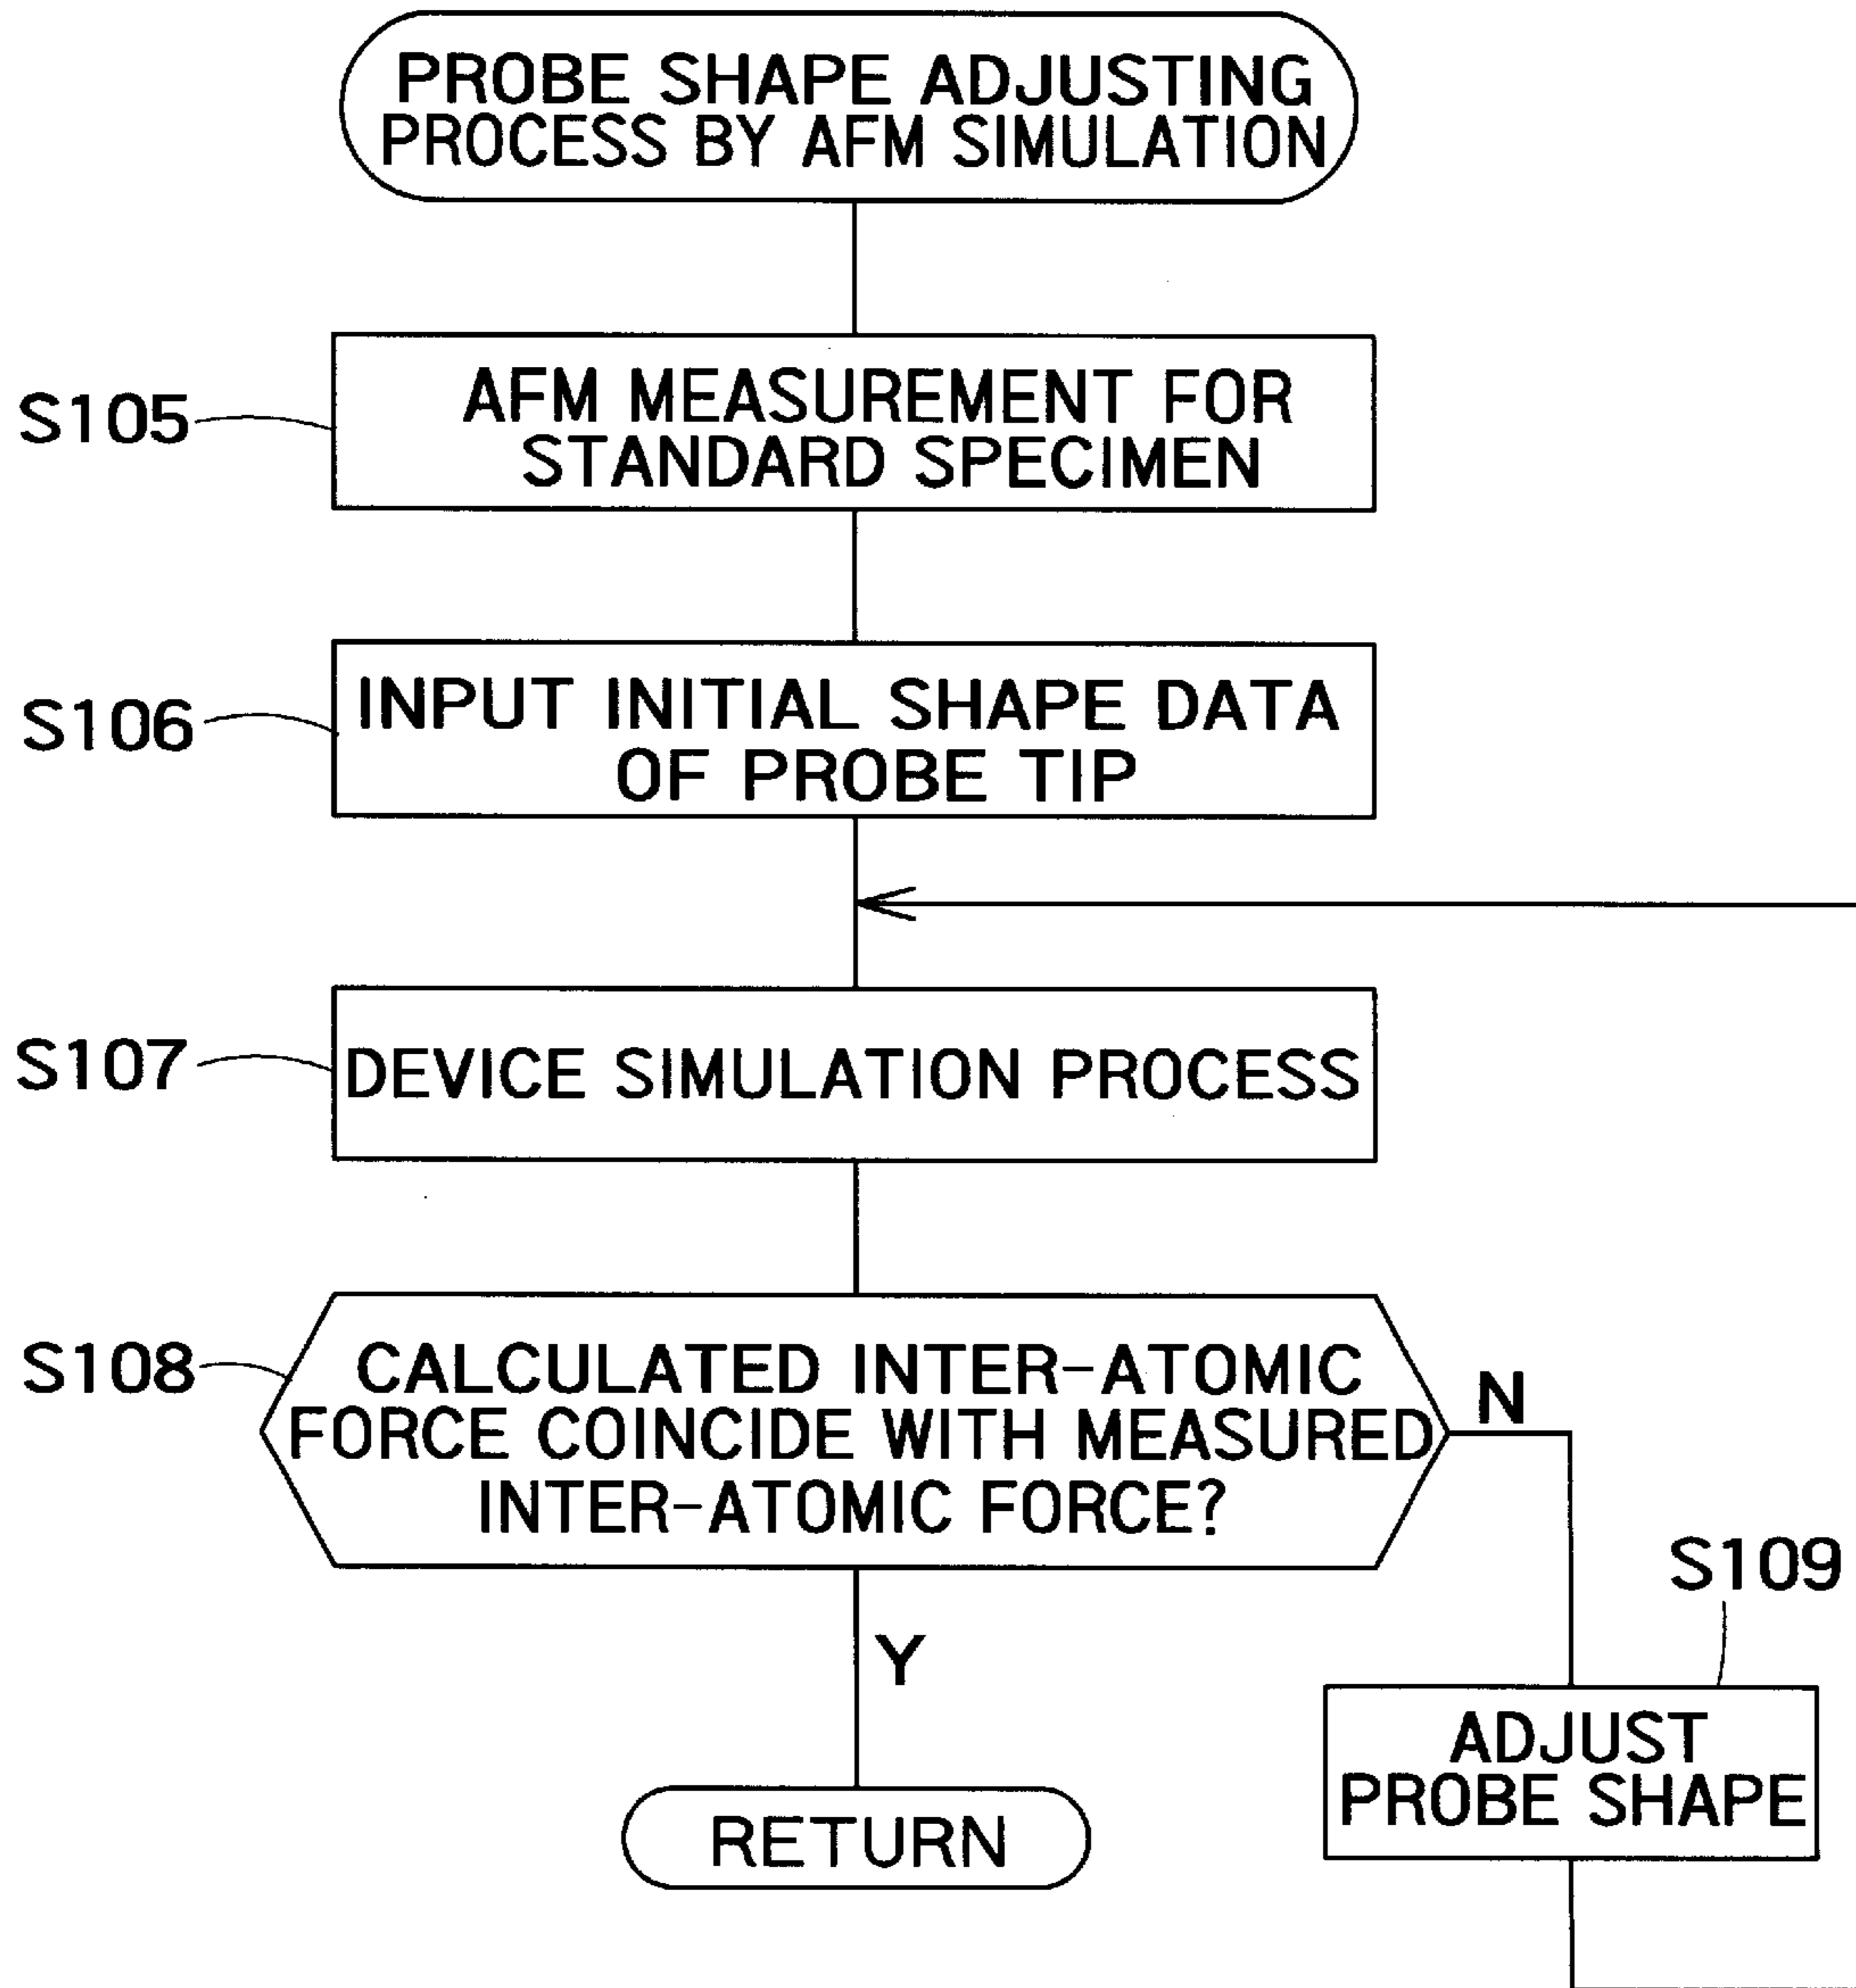 PROBE SHAPE ADJUSTING
PROCESS BY AFM SIMULATION
S105
AFM MEASUREMENT FOR
STANDARD SPECIMEN
S106
INPUT INITIAL SHAPE DATA
OF PROBE TIP
S107
DEVICE SIMULATION PROCESS
S108
CALCULATED INTER-ATOMIC
FORCE COINCIDE WITH MEASURED
INTER-ATOMIC FORCE?
N
Y
S109
ADJUST
PROBE SHAPE
RETURN